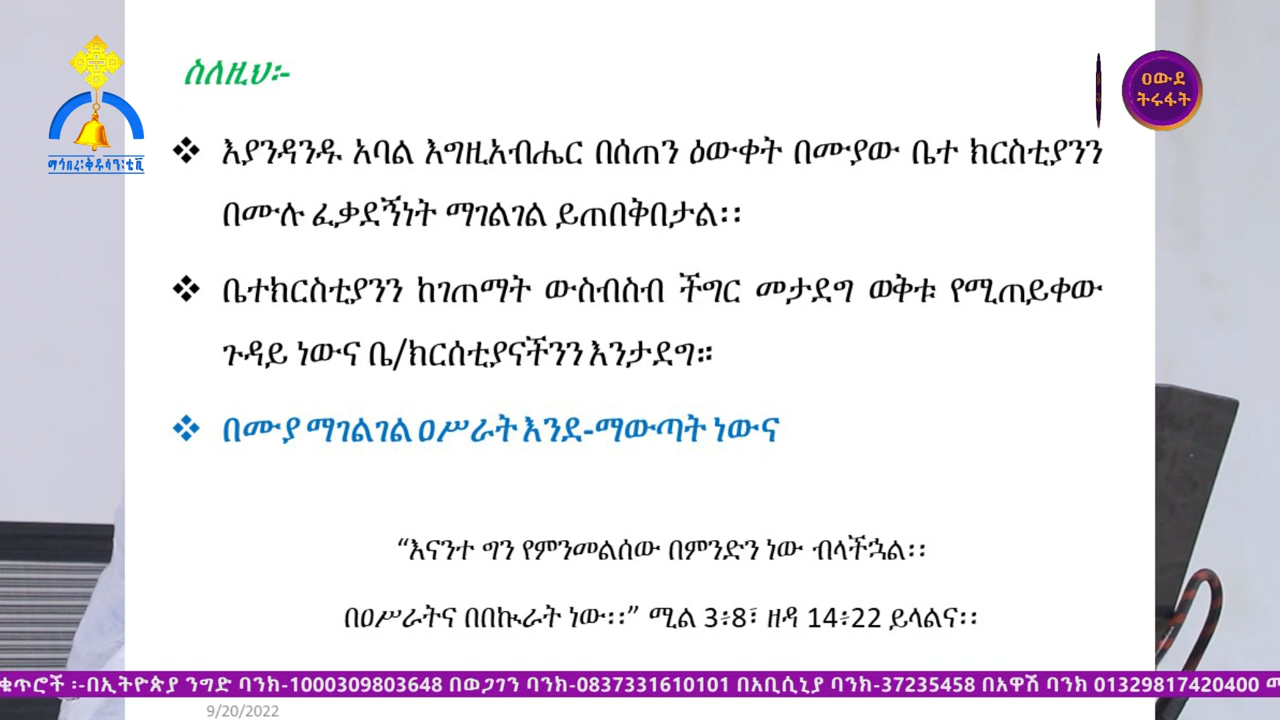 ስለዚህ፦
ዐውደ
ትሩፋት
ማኅበረ፡ቅዱሳን፡ቲቪ
❖ እያንዳንዱ አባል እግዚአብሔር በሰጠን ዕውቀት በሙያው ቤተ ክርስቲያንን
በሙሉ ፈቃደኝነት ማገልገል ይጠበቅበታል፡፡
❖ ቤተክርስቲያንን ከገጠማት ውስብስብ ችግር መታደግ ወቅቱ የሚጠይቀው
ጉዳይ ነውና ቤ/ክርሰቲያናችንን እንታደግ።
❖ በሙያ ማገልገል ዐሥራት እንደ-ማውጣት ነውና
“እናንተ ግን የምንመልሰው በምንድን ነው ብላችኋል፡፡
በዐሥራትና በበኲራት ነው፡፡” ሚል 3፥8፣ ዘዳ 14፥22 ይላልና፡፡
ቁጥሮች ፡-በኢትዮጵያ ንግድ ባንክ-1000309803648 በወጋገን ባንክ-0837331610101 በአቢሲኒያ ባንክ-37235458 በአዋሽ ባንክ 01329817420400
9/20/2022